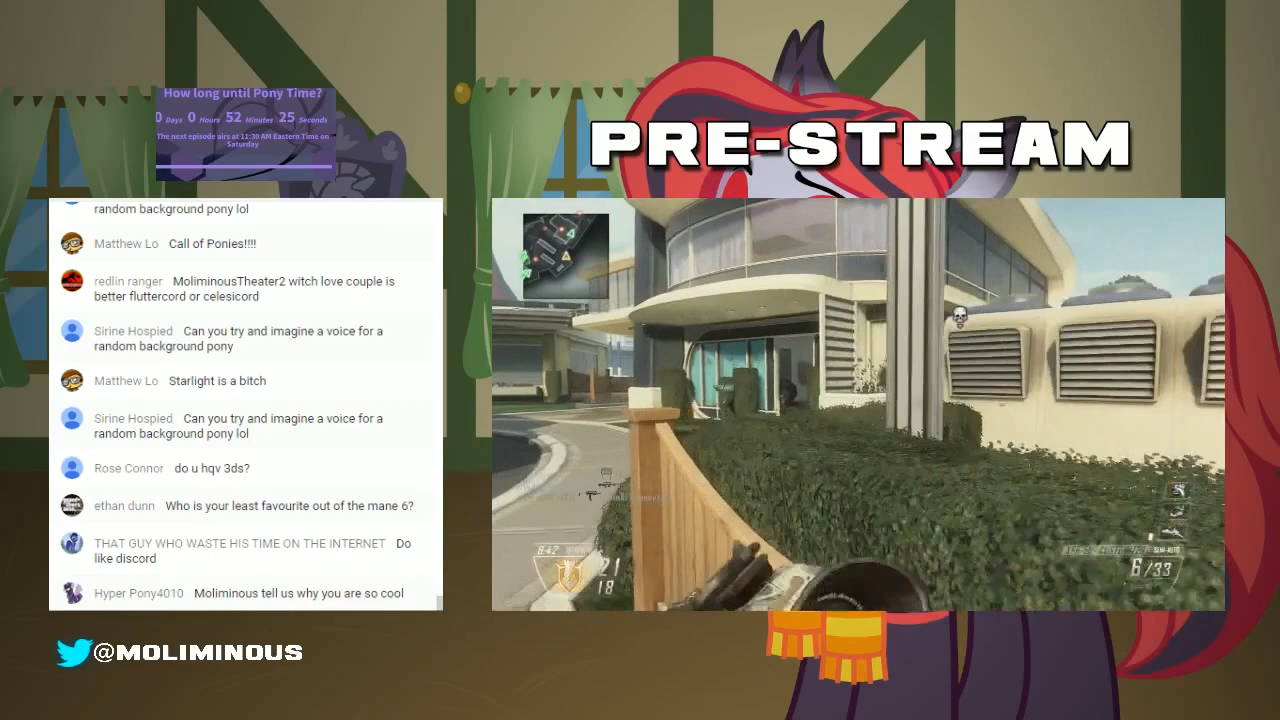 How long until Pony Time?
0 Days 0 Hours 52 Minutes 25 Seconds
The next episode airs at 11:30 AM Eastern Time on
Saturday
PRE-STREAM
random background pony lol
Matthew Lo Call of Ponies!!!!
redlin ranger MoliminousTheater2 witch love couple is
better fluttercord or celesicord
Sirine Hospied Can you try and imagine a voice for a
random background pony
Matthew Lo Starlight is a bitch
Sirine Hospied Can you try and imagine a voice for a
random background pony lol
Rose Connor do u hqv 3ds?
ethan dunn Who is your least favourite out of the mane 6?
THAT GUY WHO WASTE HIS TIME ON THE INTERNET Do
like discord
Hyper Pony4010 Moliminous tell us why you are so cool
8:42
21
18
SEMI-AUTO
6/33
@MOLIMINOUS